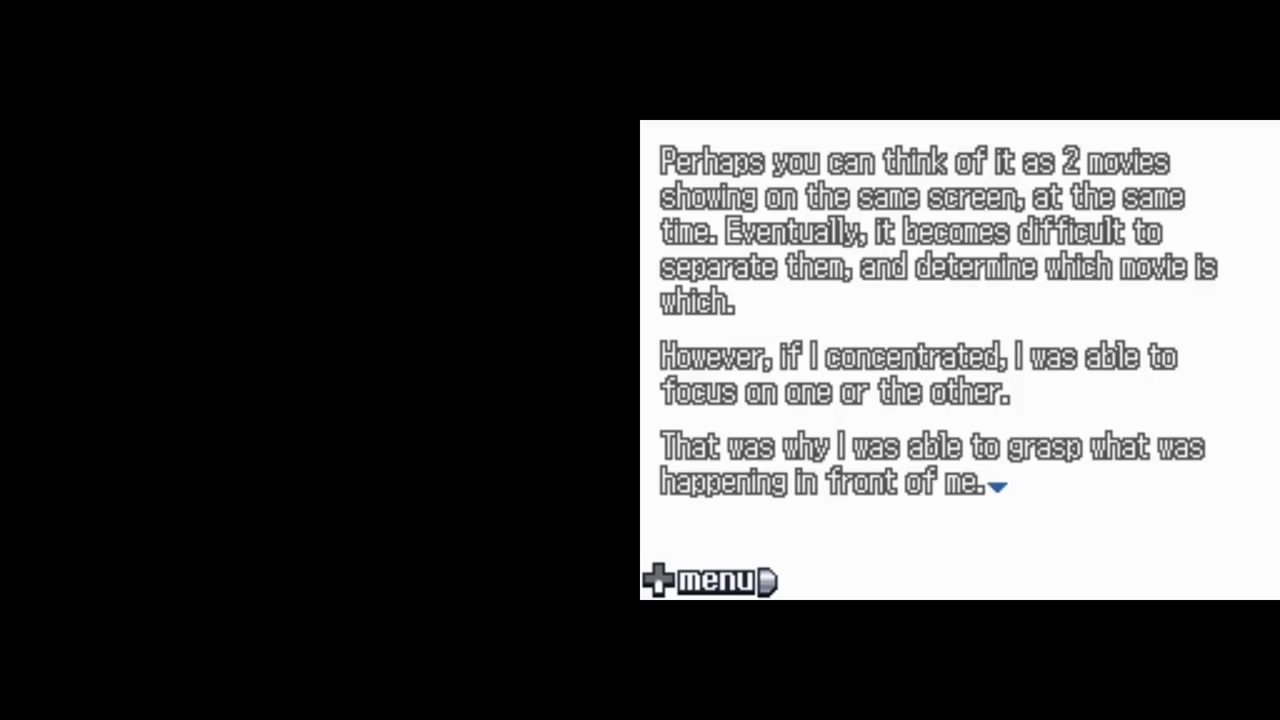 Perhaps you can think of it as 2 movies
showing on the same screen, at the same
time. Eventually, it becomes difficult to
separate them, and determine which movie is
which.
However, if I concentrated, I was able to
focus on one or the other.
That was why I was able to grasp what was
happening in front of me.
menu